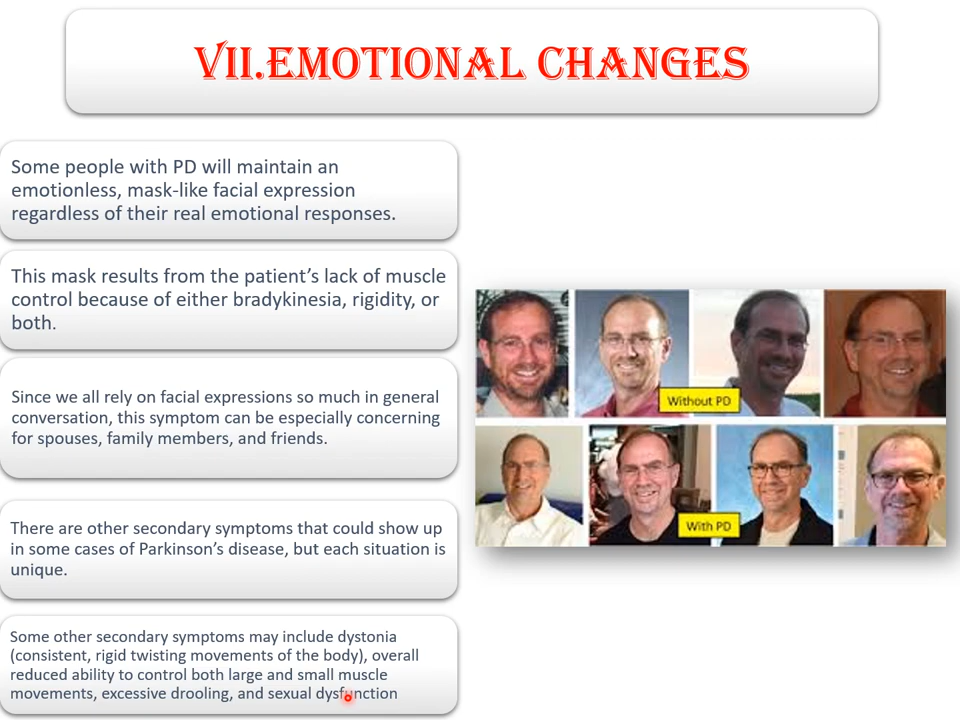 VII.EMOTIONAL CHANGES
Some people with PD will maintain an
emotionless, mask-like facial expression
regardless of their real emotional responses.
This mask results from the patient’s lack of muscle
control because of either bradykinesia, rigidity, or
both.
Since we all rely on facial expressions so much in general
conversation, this symptom can be especially concerning
for spouses, family members, and friends.
There are other secondary symptoms that could show up
in some cases of Parkinson’s disease, but each situation is
unique.
Some other secondary symptoms may include dystonia
(consistent, rigid twisting movements of the body), overall
reduced ability to control both large and small muscle
movements, excessive drooling, and sexual dysfunction
Without PD
With PD